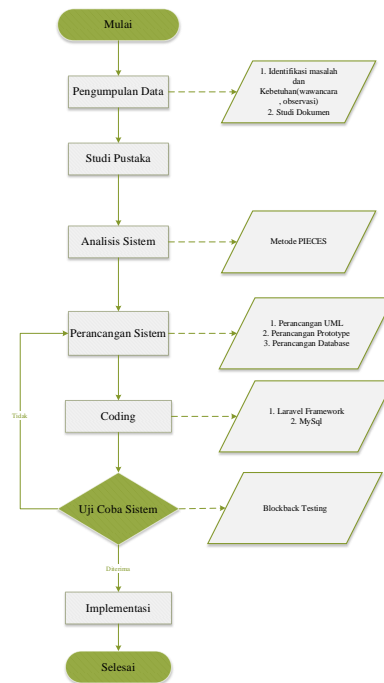 Mulai
Pengumpulan Data
1. Identifikasi masalah
dan
Kebetuhan(wawancara
, observasi)
2. Studi Dokumen
Studi Pustaka
Analisis Sistem
Metode PIECES
Perancangan Sistem
1. Perancangan UML
2. Perancangan Prototype
3. Perancangan Database
Tidak
Coding
1. Laravel Framework
2. MySql
Uji Coba Sistem
Blockback Testing
Diterima
Implementasi
Selesai